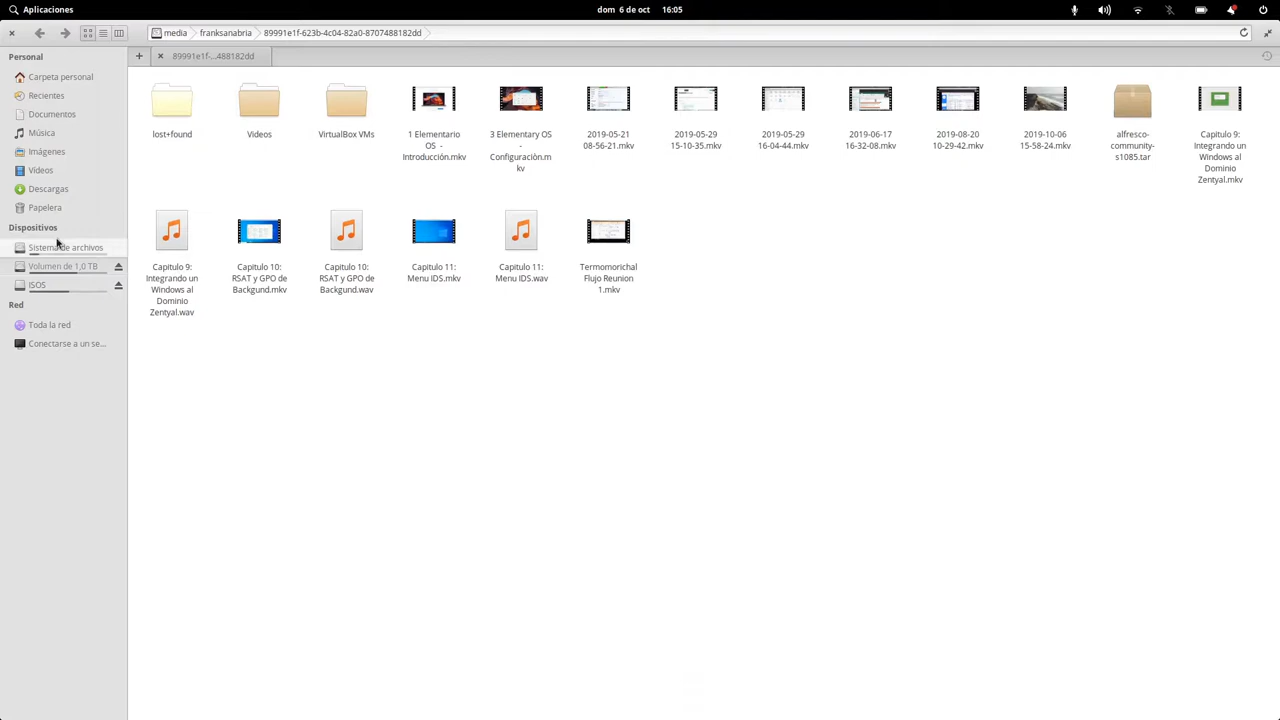 Aplicaciones
dom 6 de oct 16:05
media
franksanabria
89991e1f-623b-4c04-82a0-8707488182dd
89991e1f-...488182dd
Personal
Carpeta personal
Recientes
Documentos
Música
Imágenes
Vídeos
Descargas
Papelera
Dispositivos
Sistema de archivos
Volumen de 1,0 TB
ISOS
Red
Toda la red
Conectarse a un se...
lost+found
Videos
VirtualBox VMs
1 Elementario
OS -
Introducción.mkv
3 Elementary OS
-
Configuraciòn.m
kv
2019-05-21
08-56-21.mkv
2019-05-29
15-10-35.mkv
2019-05-29
16-04-44.mkv
2019-06-17
16-32-08.mkv
2019-08-20
10-29-42.mkv
2019-10-06
15-58-24.mkv
alfresco-
community-
s1085.tar
Capitulo 9:
Integrando un
Windows al
Dominio
Zentyal.mkv
Capitulo 9:
Integrando un
Windows al
Dominio
Zentyal.wav
Capitulo 10:
RSAT y GPO de
Backgund.mkv
Capitulo 10:
RSAT y GPO de
Backgund.wav
Capitulo 11:
Menu IDS.mkv
Capitulo 11:
Menu IDS.wav
Termomorichal
Flujo Reunion
1.mkv